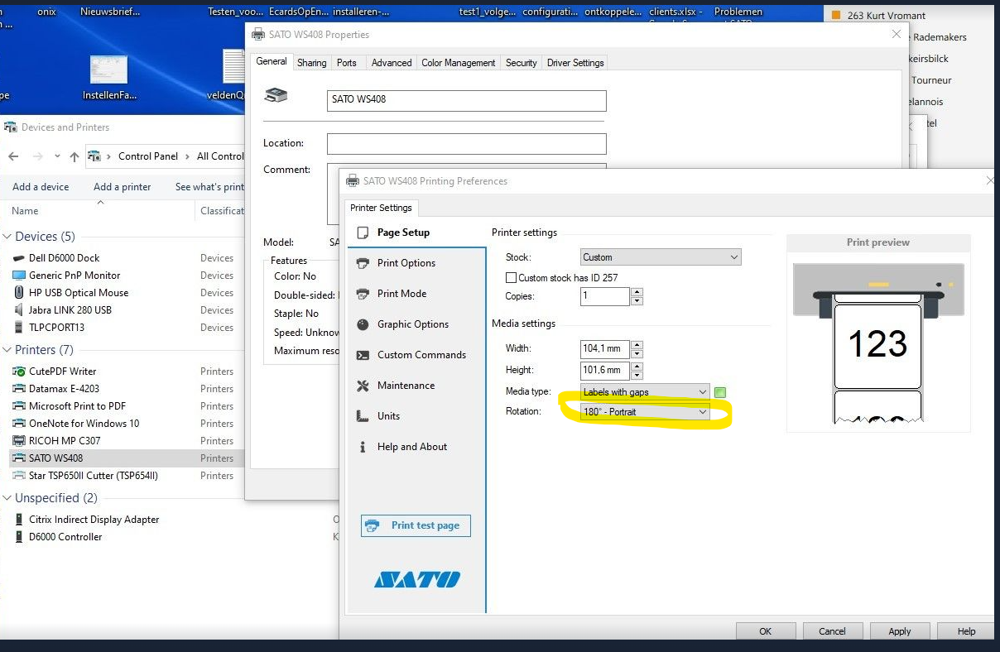 onix
Nieuwsbrief...
Testen_voo...
EcardsOpEn...
installeren-...
test1_volge...
configurati...
ontkoppele...
clients.xlsx -
Problemen
263 Kurt Vromant
Rademakers
keirsbilck
Tourneur
elannois
tel
InstellenFa...
veldenQ
pe
SATO WS408 Properties
General
Sharing
Ports
Advanced
Color Management
Security
Driver Settings
SATO WS408
Location:
Comment:
Model:
SA
Features
Color: No
Double-sided:
Staple: No
Speed: Unknow
Maximum reso
Devices and Printers
Control Panel > All Control
Add a device
Add a printer
See what's print
Name
Classificat
Devices (5)
Dell D6000 Dock Devices
Generic PnP Monitor Devices
HP USB Optical Mouse Devices
Jabra LINK 280 USB Devices
TLPCPORT13 Devices
Printers (7)
CutePDF Writer Printers
Datamax E-4203 Printers
Microsoft Print to PDF Printers
OneNote for Windows 10 Printers
RICOH MP C307 Printers
SATO WS408 Printers
Star TSP650II Cutter (TSP654II) Printers
Unspecified (2)
Citrix Indirect Display Adapter
D6000 Controller
SATO WS408 Printing Preferences
Printer Settings
Page Setup
Print Options
Print Mode
Graphic Options
Custom Commands
Maintenance
Units
Help and About
Print test page
SATO
Printer settings
Stock: Custom
Custom stock has ID 257
Copies: 1
Media settings
Width: 104,1 mm
Height: 101,6 mm
Media type: Labels with gaps
Rotation: 180° - Portrait
Print preview
123
OK
Cancel
Apply
Help